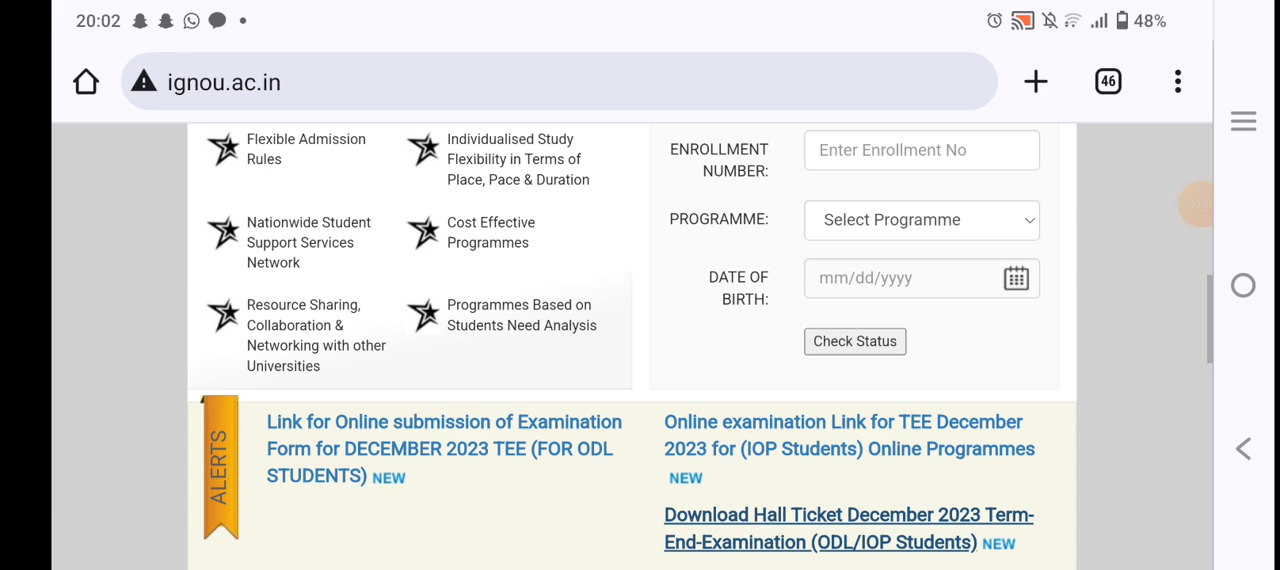 20:02
48%
ignou.ac.in
46
Flexible Admission
Rules
Individualised Study
Flexibility in Terms of
Place, Pace & Duration
Nationwide Student
Support Services
Network
Cost Effective
Programmes
Resource Sharing,
Collaboration &
Networking with other
Universities
Programmes Based on
Students Need Analysis
ENROLLMENT
NUMBER:
Enter Enrollment No
PROGRAMME:
Select Programme
DATE OF
BIRTH:
mm/dd/yyyy
Check Status
ALERTS
Link for Online submission of Examination
Form for DECEMBER 2023 TEE (FOR ODL
STUDENTS) NEW
Online examination Link for TEE December
2023 for (IOP Students) Online Programmes
NEW
Download Hall Ticket December 2023 Term-
End-Examination (ODL/IOP Students) NEW